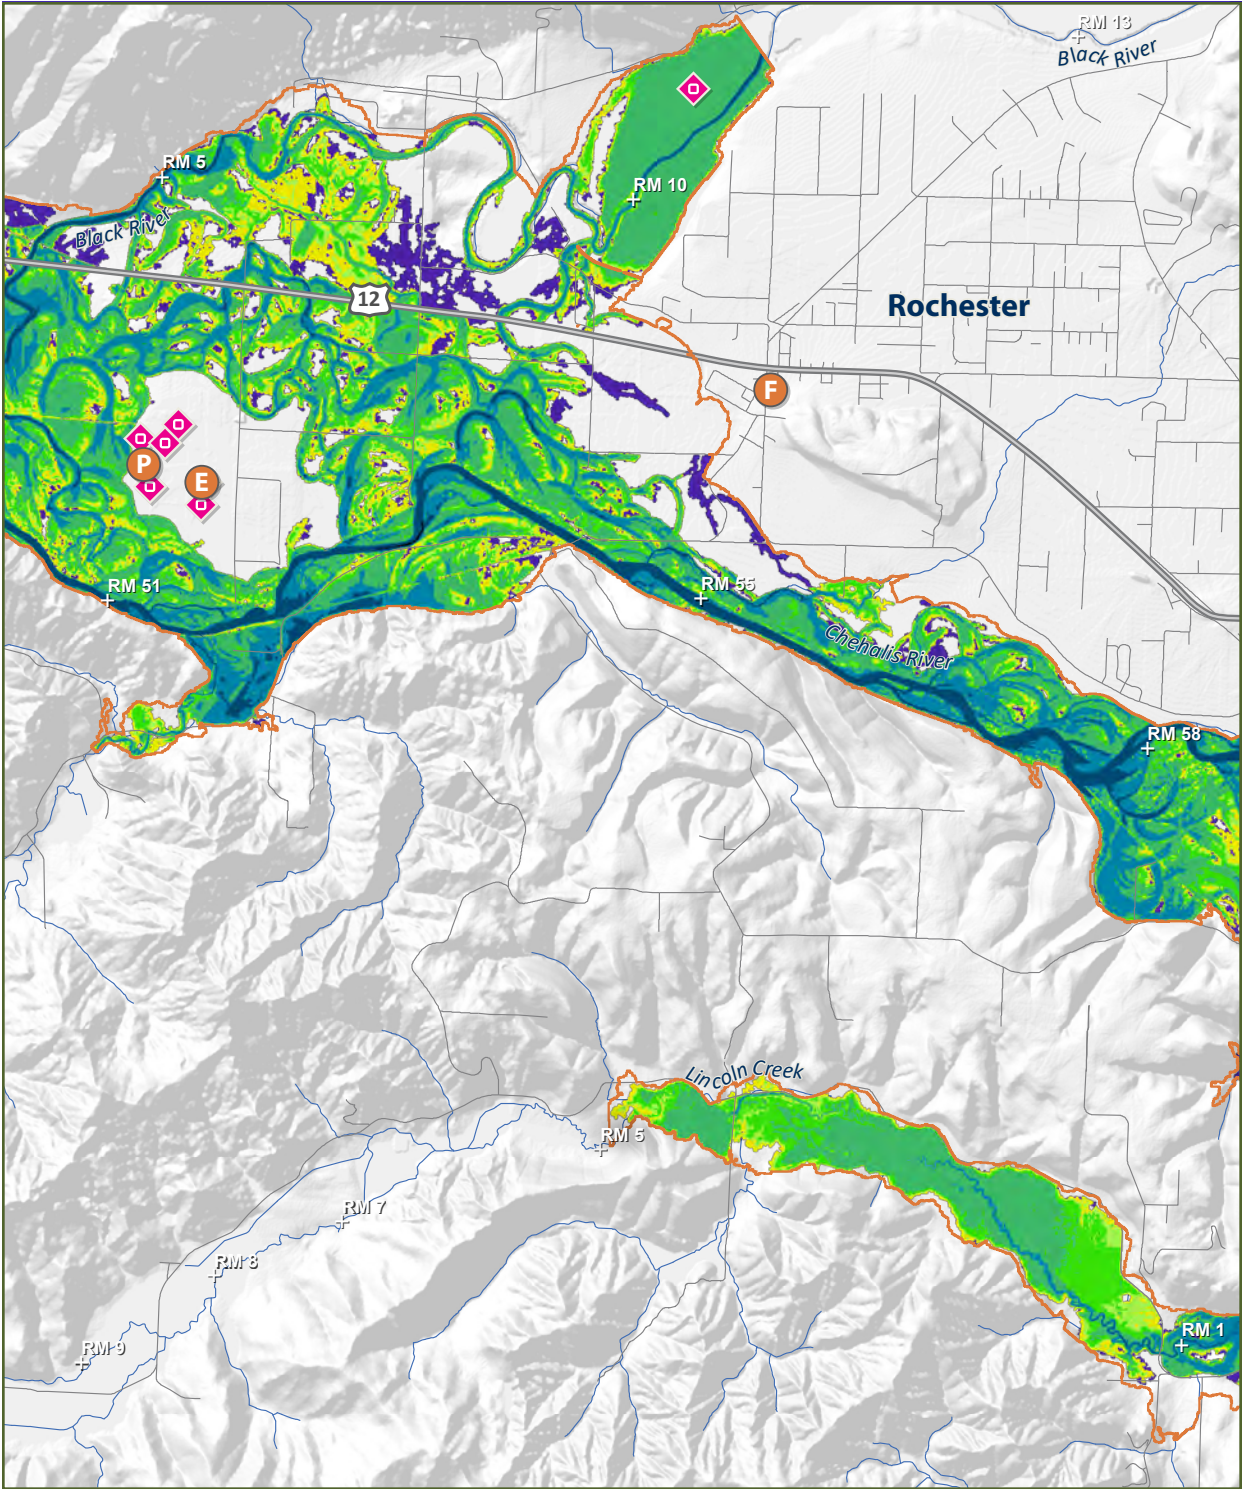 RM 13
Black River
RM 5
RM 10
Black River
12
Rochester
F
P
E
RM 51
RM 55
Chehalis River
RM 58
Lincoln Creek
RM 5
RM 7
RM 8
RM 9
RM 1